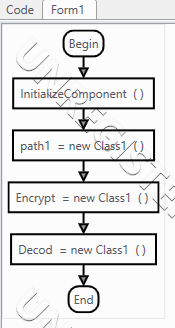 Code Form1
Begin
InitializeComponent ( )
path1 = new Class1 ( )
Encrypt = new Class1 ( )
Decod = new Class1 ( )
End